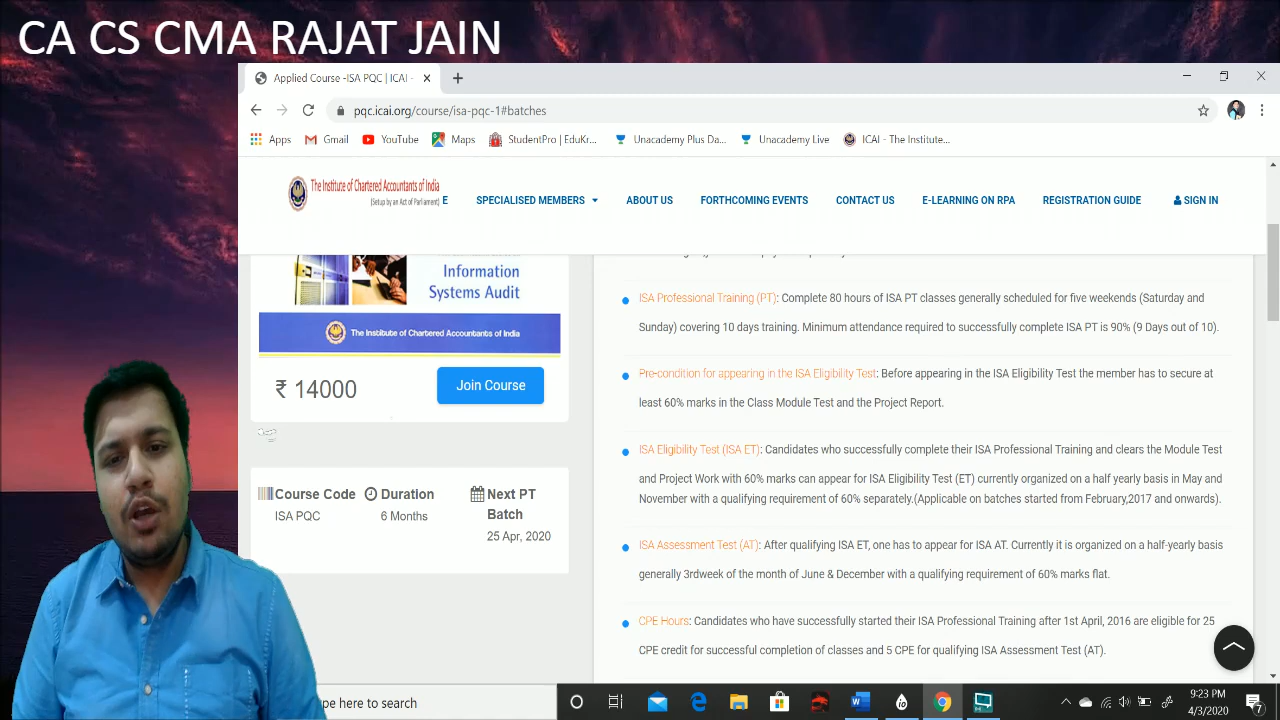 CA CS CMA RAJAT JAIN
Applied Course -ISA PQC | ICAI -
pqc.icai.org/course/isa-pqc-1#batches
Apps Gmail YouTube Maps StudentPro | EduKr... Unacademy Plus Da... Unacademy Live ICAI - The Institute...
The Institute of Chartered Accountants of India
(Setup by an Act of Parliament)
E SPECIALISED MEMBERS ABOUT US FORTHCOMING EVENTS CONTACT US E-LEARNING ON RPA REGISTRATION GUIDE SIGN IN
Information
Systems Audit
The Institute of Chartered Accountants of India
₹ 14000
Join Course
Course Code
ISA PQC
Duration
6 Months
Next PT
Batch
25 Apr, 2020
ISA Professional Training (PT): Complete 80 hours of ISA PT classes generally scheduled for five weekends (Saturday and
Sunday) covering 10 days training. Minimum attendance required to successfully complete ISA PT is 90% (9 Days out of 10).
Pre-condition for appearing in the ISA Eligibility Test: Before appearing in the ISA Eligibility Test the member has to secure at
least 60% marks in the Class Module Test and the Project Report.
ISA Eligibility Test (ISA ET): Candidates who successfully complete their ISA Professional Training and clears the Module Test
and Project Work with 60% marks can appear for ISA Eligibility Test (ET) currently organized on a half yearly basis in May and
November with a qualifying requirement of 60% separately.(Applicable on batches started from February,2017 and onwards).
ISA Assessment Test (AT): After qualifying ISA ET, one has to appear for ISA AT. Currently it is organized on a half-yearly basis
generally 3rdweek of the month of June & December with a qualifying requirement of 60% marks flat.
CPE Hours: Candidates who have successfully started their ISA Professional Training after 1st April, 2016 are eligible for 25
CPE credit for successful completion of classes and 5 CPE for qualifying ISA Assessment Test (AT).
pe here to search
9:23 PM
4/3/2020